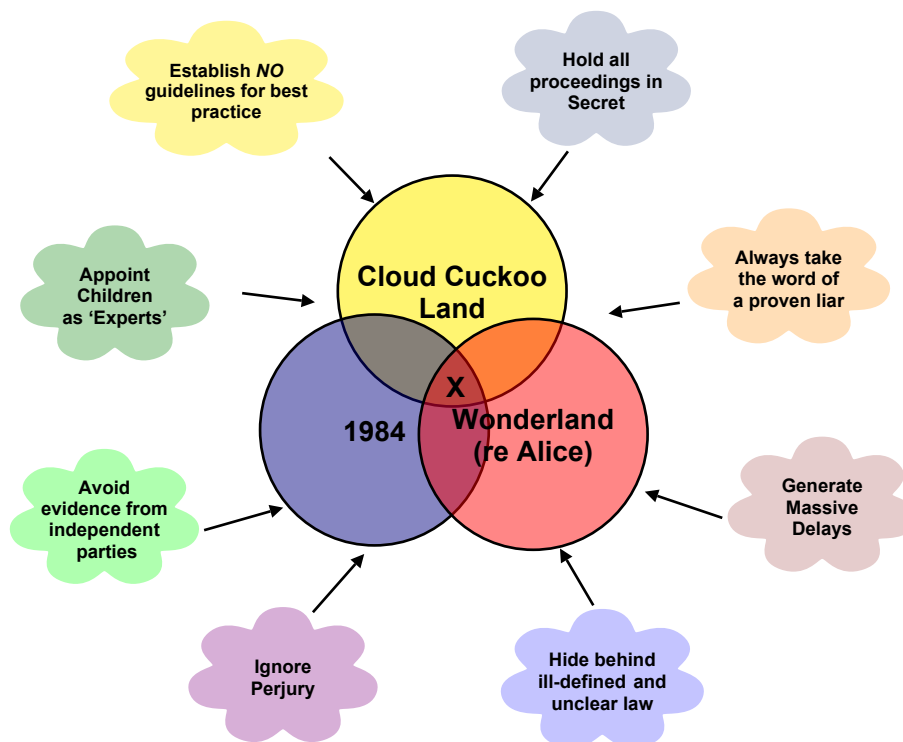 Establish NO
guidelines for best
practice
Hold all
proceedings in
Secret
Appoint
Children
as ‘Experts’
Cloud Cuckoo
Land
Always take
the word of
a proven liar
X
1984
Wonderland
(re Alice)
Avoid
evidence from
independent
parties
Generate
Massive
Delays
Ignore
Perjury
Hide behind
ill-defined and
unclear law